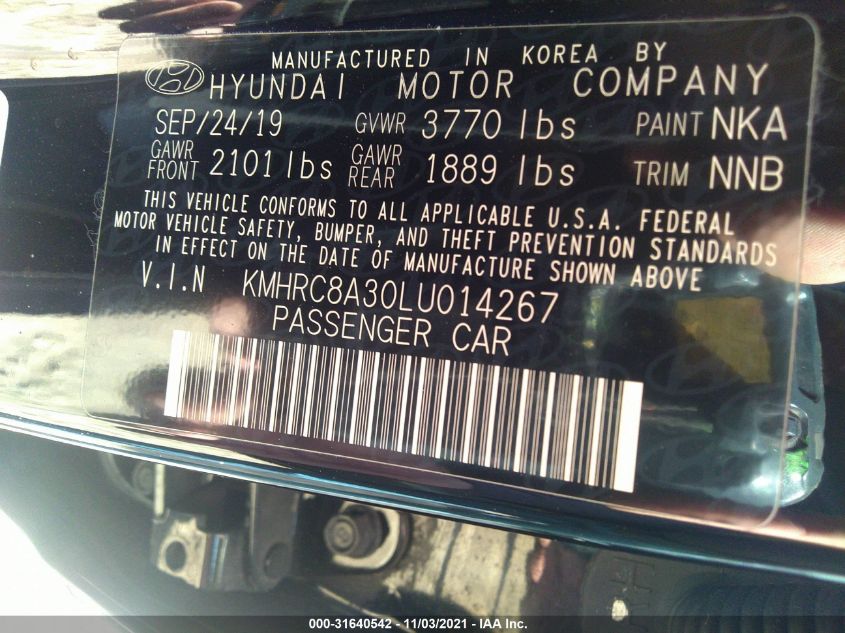 MANUFACTURED IN KOREA BY
HYUNDAI MOTOR COMPANY
SEP/24/19 GVWR 3770 lbs PAINT NKA
GAWR FRONT 2101 lbs GAWR REAR 1889 lbs TRIM NNB
THIS VEHICLE CONFORMS TO ALL APPLICABLE U.S.A. FEDERAL
MOTOR VEHICLE SAFETY, BUMPER, AND THEFT PREVENTION STANDARDS
IN EFFECT ON THE DATE OF MANUFACTURE SHOWN ABOVE
V.I.N KMHRC8A30LU014267
PASSENGER CAR
000-31640542 - 11/03/2021 - IAA Inc.